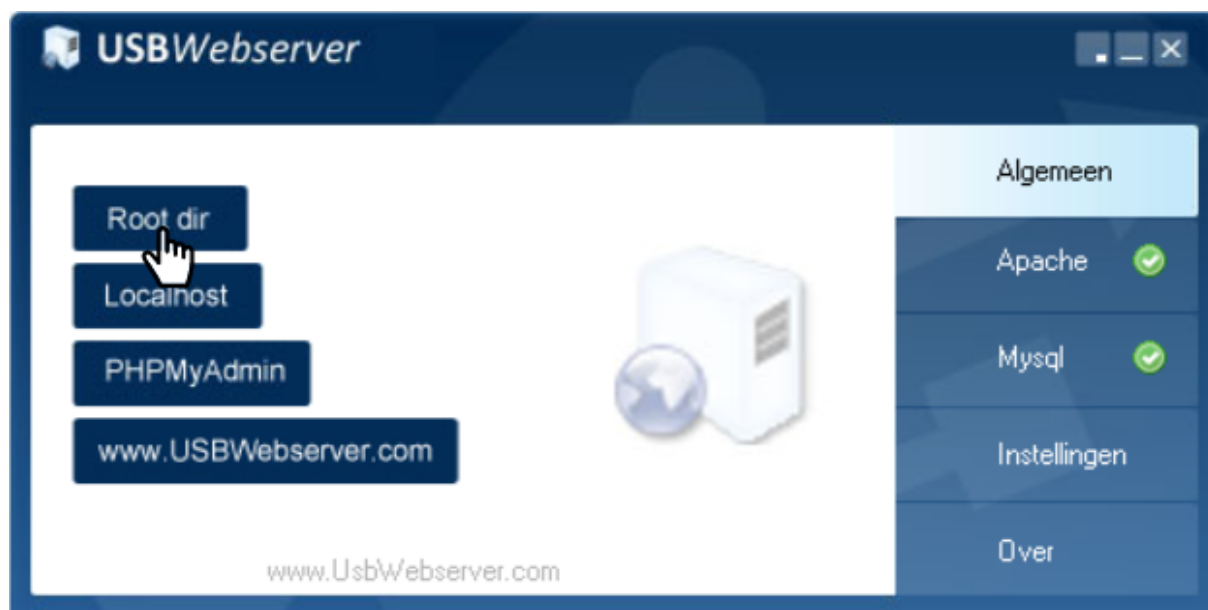 USBWebserver
Root dir
Localhost
PHPMyAdmin
www.USBWebserver.com
www.UsbWebserver.com
Algemeen
Apache
Mysql
Instellingen
Over